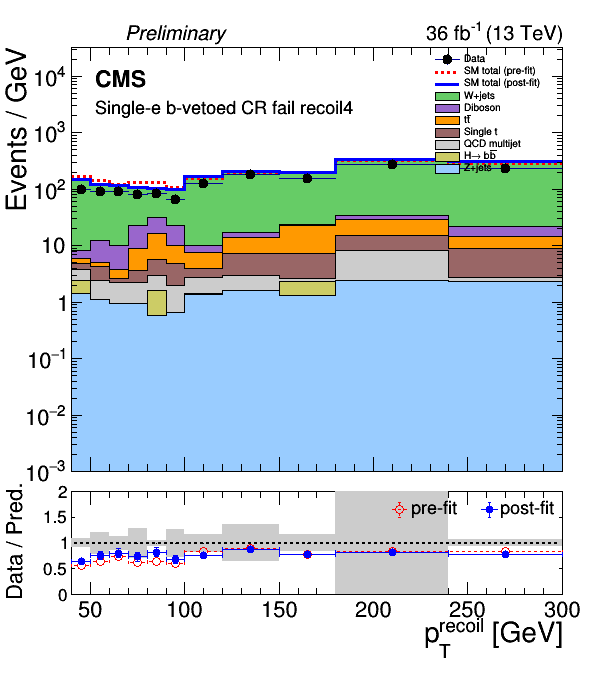 Preliminary 36 fb⁻¹ (13 TeV)
CMS
Single-e b-vetoed CR fail recoil4
Data
SM total (pre-fit)
SM total (post-fit)
W+jets
Diboson
tt̅
Single t
QCD multijet
H→ bb̅
Z+jets
Events / GeV
10⁴
10³
10²
10
1
10⁻¹
10⁻²
10⁻³
Data / Pred.
2
1.5
1
0.5
0
pre-fit post-fit
50 100 150 200 250 300
p_T^recoil [GeV]